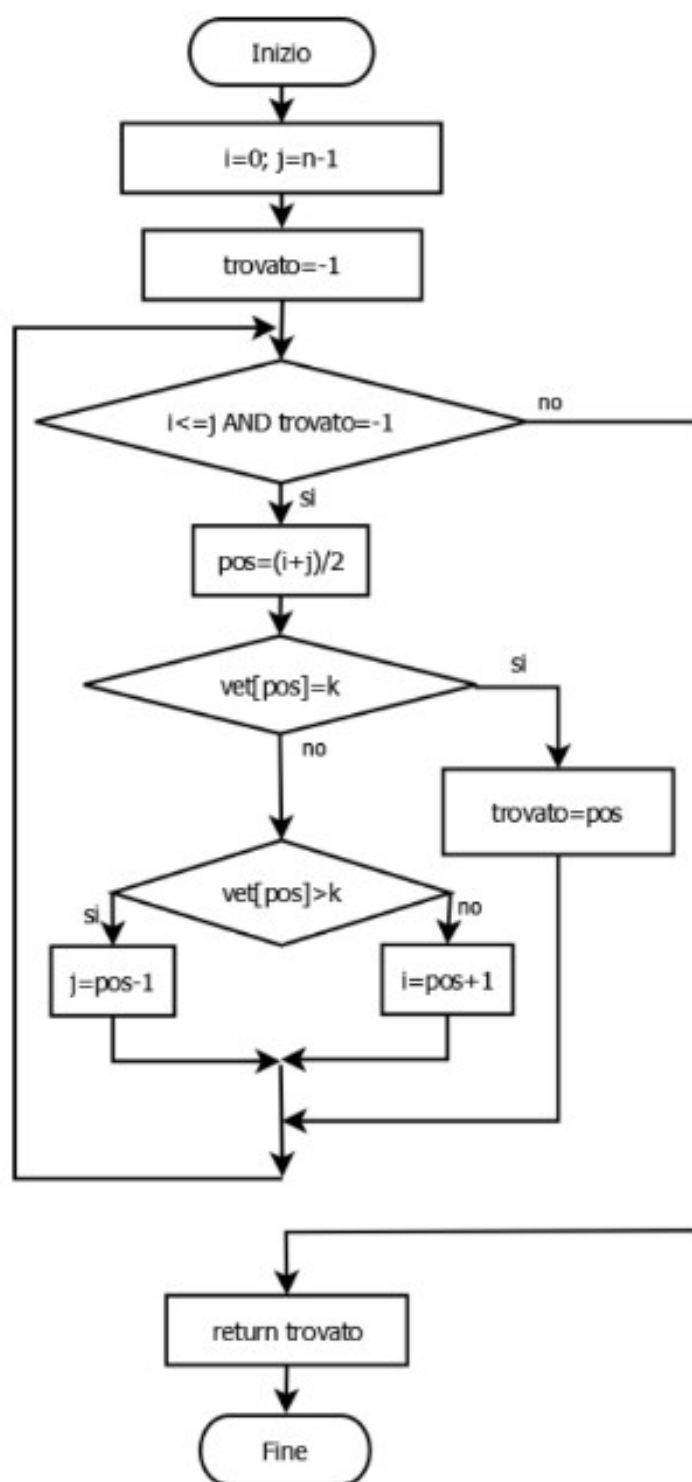 Inizio
i=0; j=n-1
trovato=-1
i<=j AND trovato=-1
no
si
pos=(i+j)/2
vet[pos]=k
si
no
trovato=pos
vet[pos]>k
si
no
j=pos-1
i=pos+1
return trovato
Fine